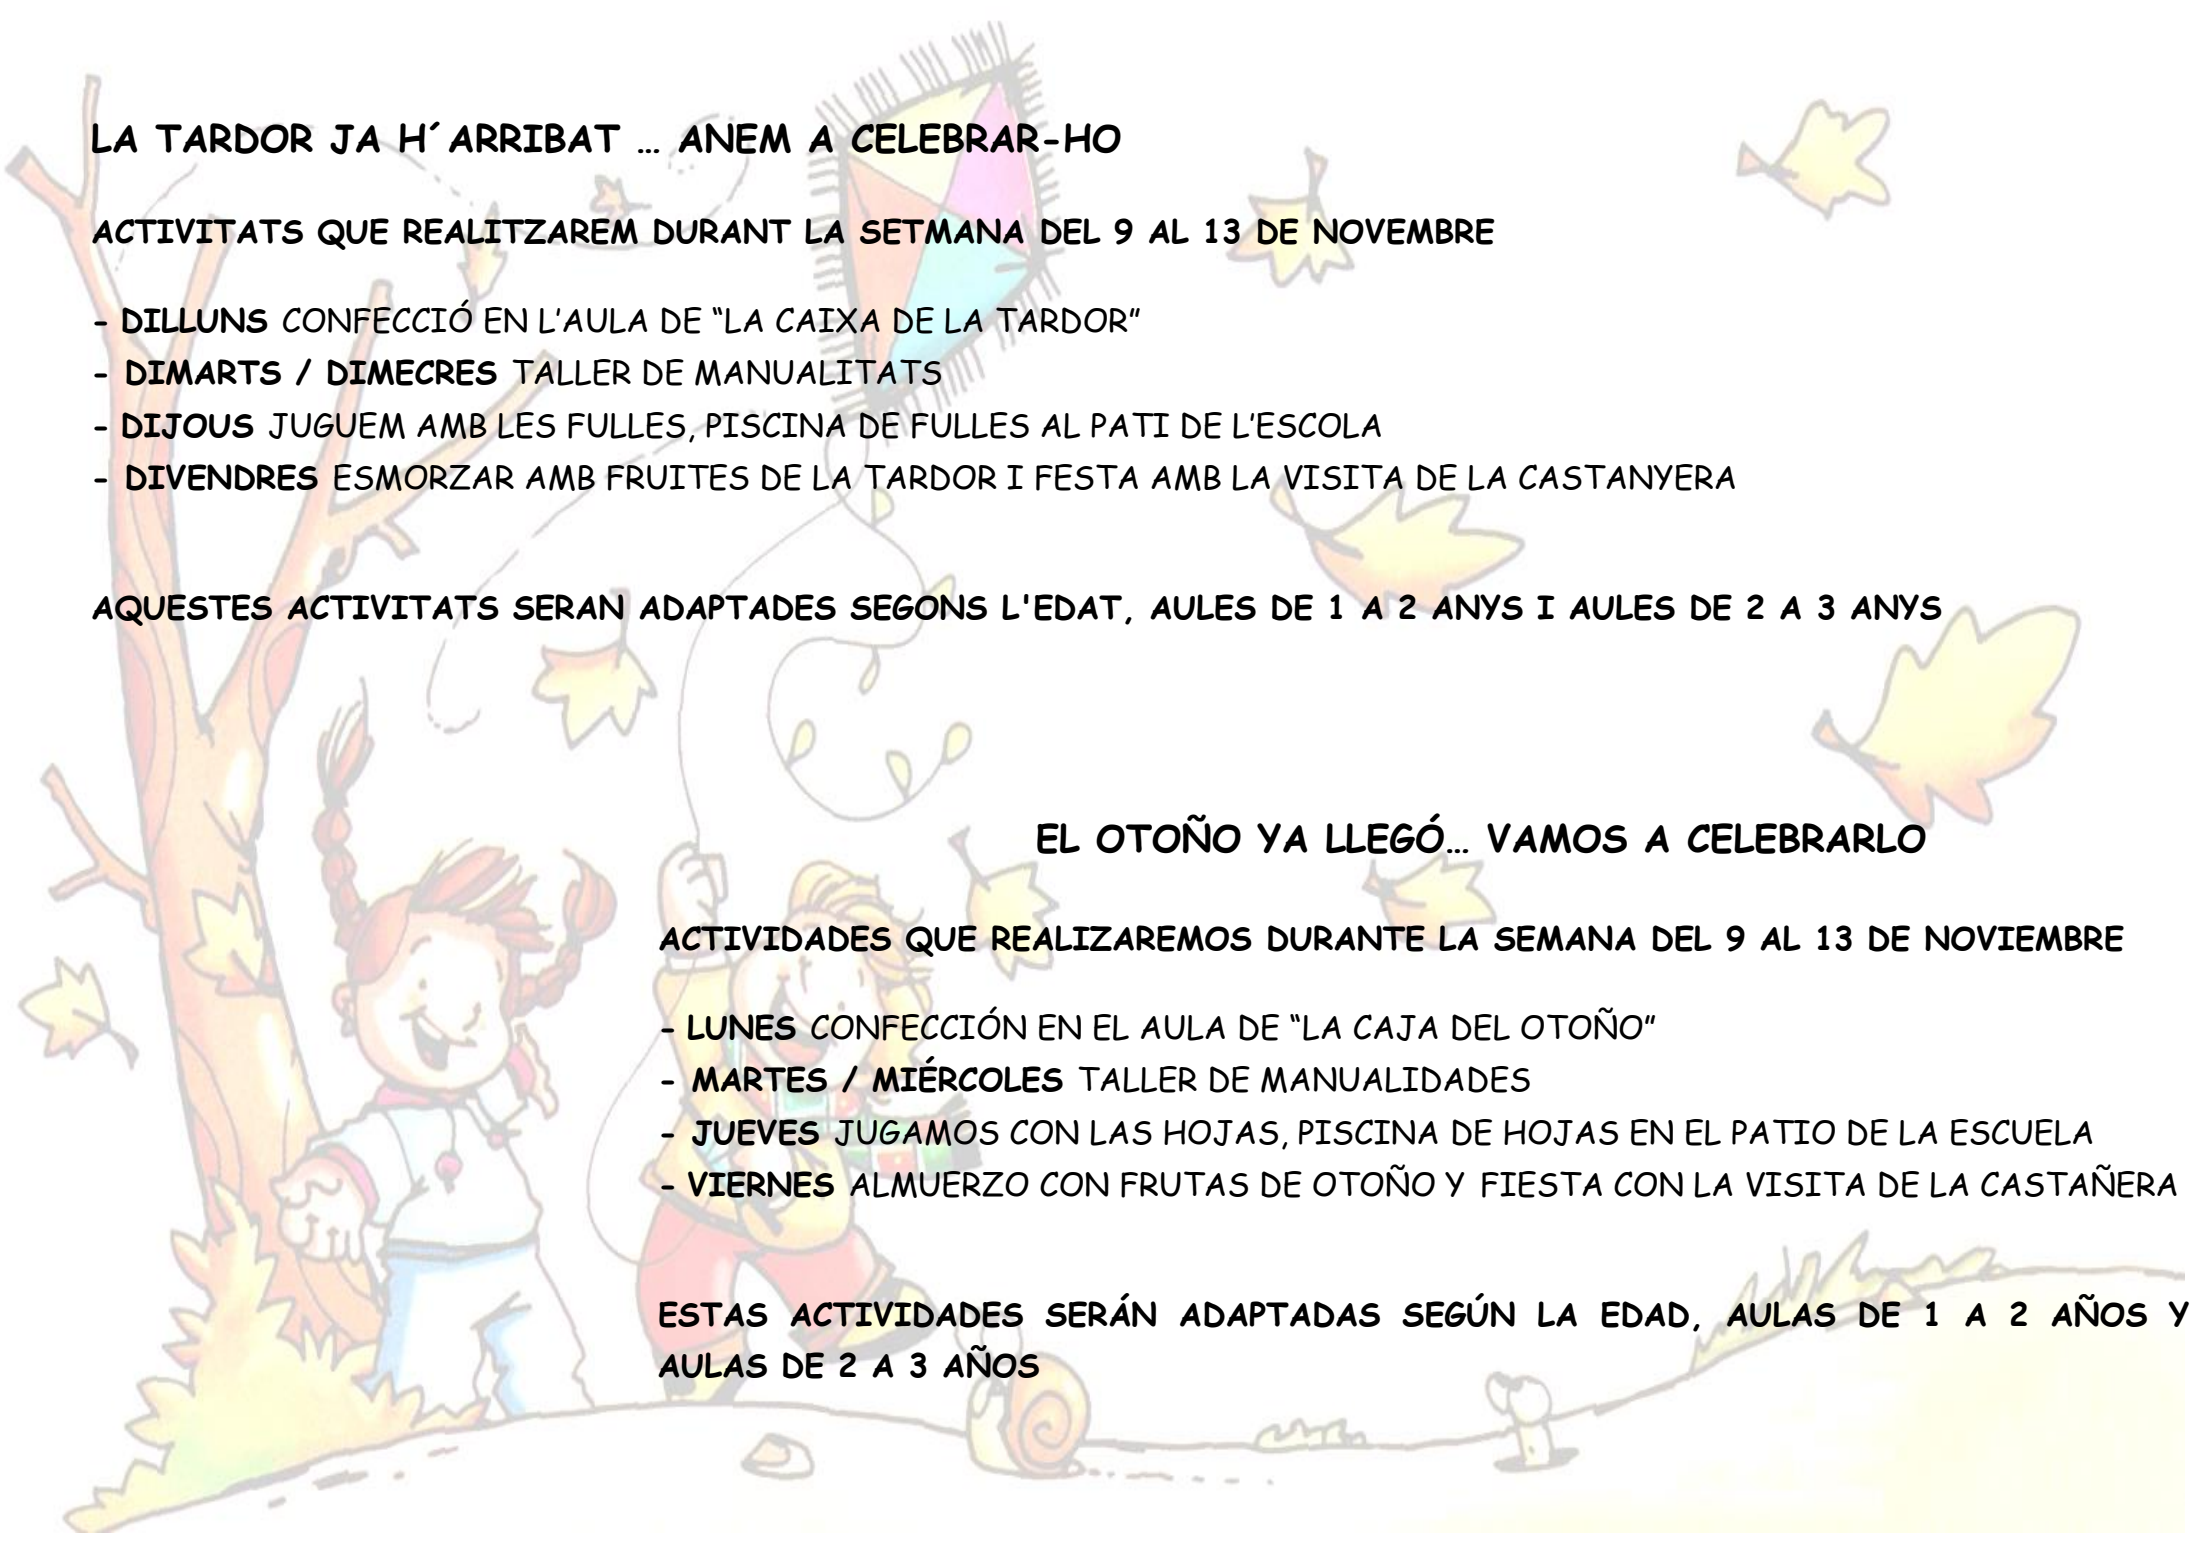 LA TARDOR JA H´ARRIBAT … ANEM A CELEBRAR-HO
ACTIVITATS QUE REALITZAREM DURANT LA SETMANA DEL 9 AL 13 DE NOVEMBRE
- DILLUNS CONFECCIÓ EN L’AULA DE “LA CAIXA DE LA TARDOR”
- DIMARTS / DIMECRES TALLER DE MANUALITATS
- DIJOUS JUGUEM AMB LES FULLES, PISCINA DE FULLES AL PATI DE L’ESCOLA
- DIVENDRES ESMORZAR AMB FRUITES DE LA TARDOR I FESTA AMB LA VISITA DE LA CASTANYERA
AQUESTES ACTIVITATS SERAN ADAPTADES SEGONS L'EDAT, AULES DE 1 A 2 ANYS I AULES DE 2 A 3 ANYS
EL OTOÑO YA LLEGÓ… VAMOS A CELEBRARLO
ACTIVIDADES QUE REALIZAREMOS DURANTE LA SEMANA DEL 9 AL 13 DE NOVIEMBRE
- LUNES CONFECCIÓN EN EL AULA DE “LA CAJA DEL OTOÑO”
- MARTES / MIÉRCOLES TALLER DE MANUALIDADES
- JUEVES JUGAMOS CON LAS HOJAS, PISCINA DE HOJAS EN EL PATIO DE LA ESCUELA
- VIERNES ALMUERZO CON FRUTAS DE OTOÑO Y FIESTA CON LA VISITA DE LA CASTAÑERA
ESTAS ACTIVIDADES SERÁN ADAPTADAS SEGÚN LA EDAD, AULAS DE 1 A 2 AÑOS Y
AULAS DE 2 A 3 AÑOS